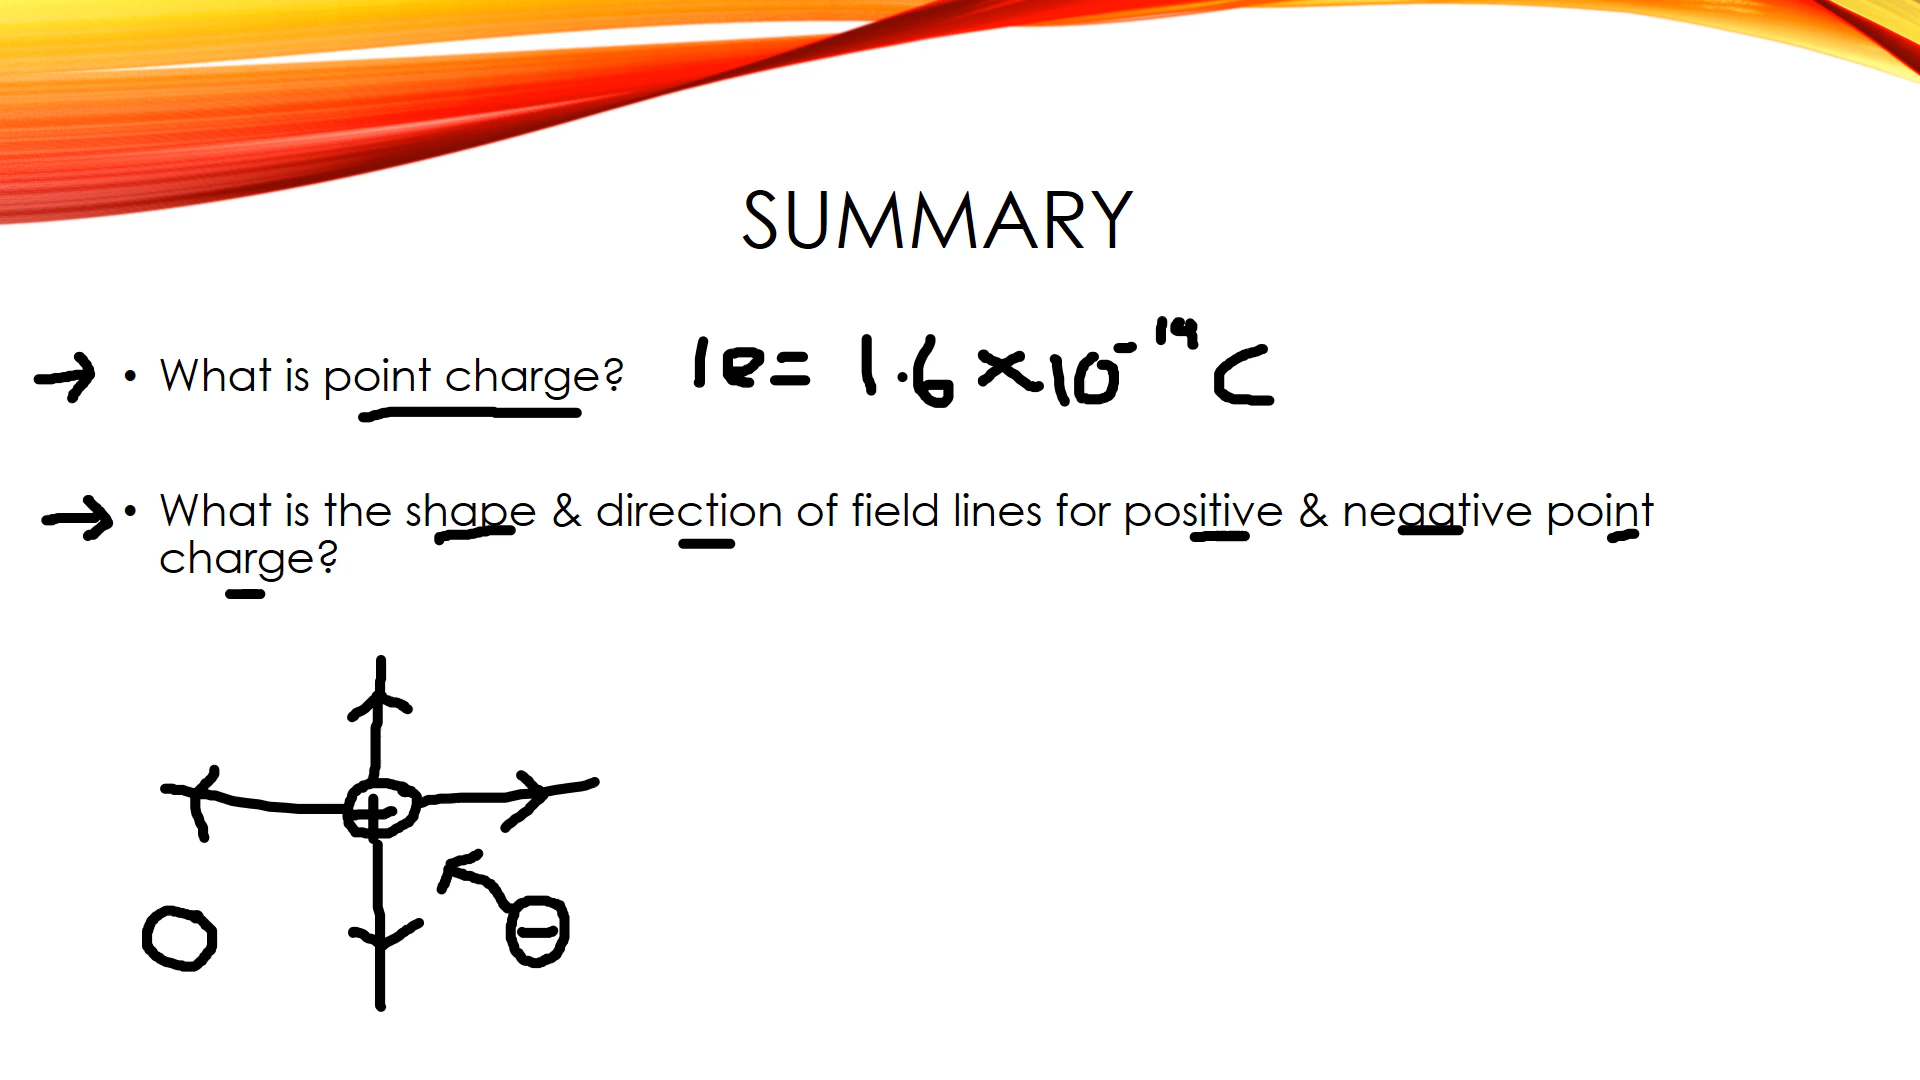 SUMMARY
• What is point charge? 1e = 1.6 × 10⁻¹⁹ C
• What is the shape & direction of field lines for positive & negative point
charge?
+
−